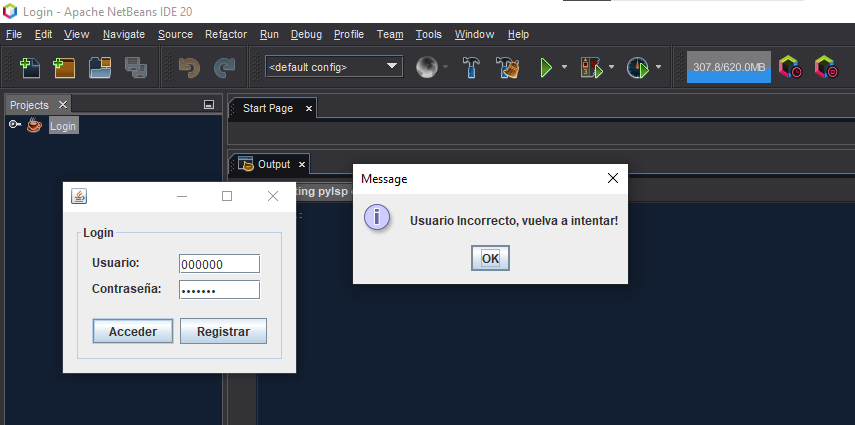 Login - Apache NetBeans IDE 20
File Edit View Navigate Source Refactor Run Debug Profile Team Tools Window Help
<default config>
307.8/620.0MB
Projects
Start Page
Login
Output
Message
pylsp
Usuario Incorrecto, vuelva a intentar!
OK
Login
Usuario: 000000
Contraseña: •••••••
Acceder Registrar